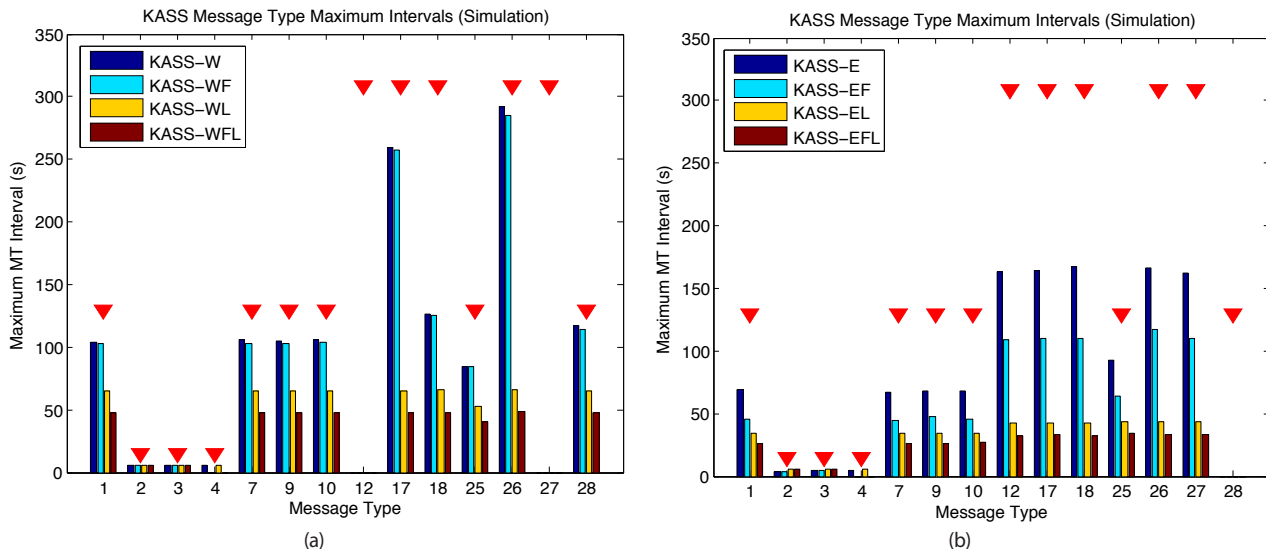 KASS Message Type Maximum Intervals (Simulation)
350
300
250
200
150
100
50
0
Maximum MT Interval (s)
KASS-W
KASS-WF
KASS-WL
KASS-WFL
1 2 3 4 7 9 10 12 17 18 25 26 27 28
Message Type
(a)
KASS Message Type Maximum Intervals (Simulation)
350
300
250
200
150
100
50
0
Maximum MT Interval (s)
KASS-E
KASS-EF
KASS-EL
KASS-EFL
1 2 3 4 7 9 10 12 17 18 25 26 27 28
Message Type
(b)